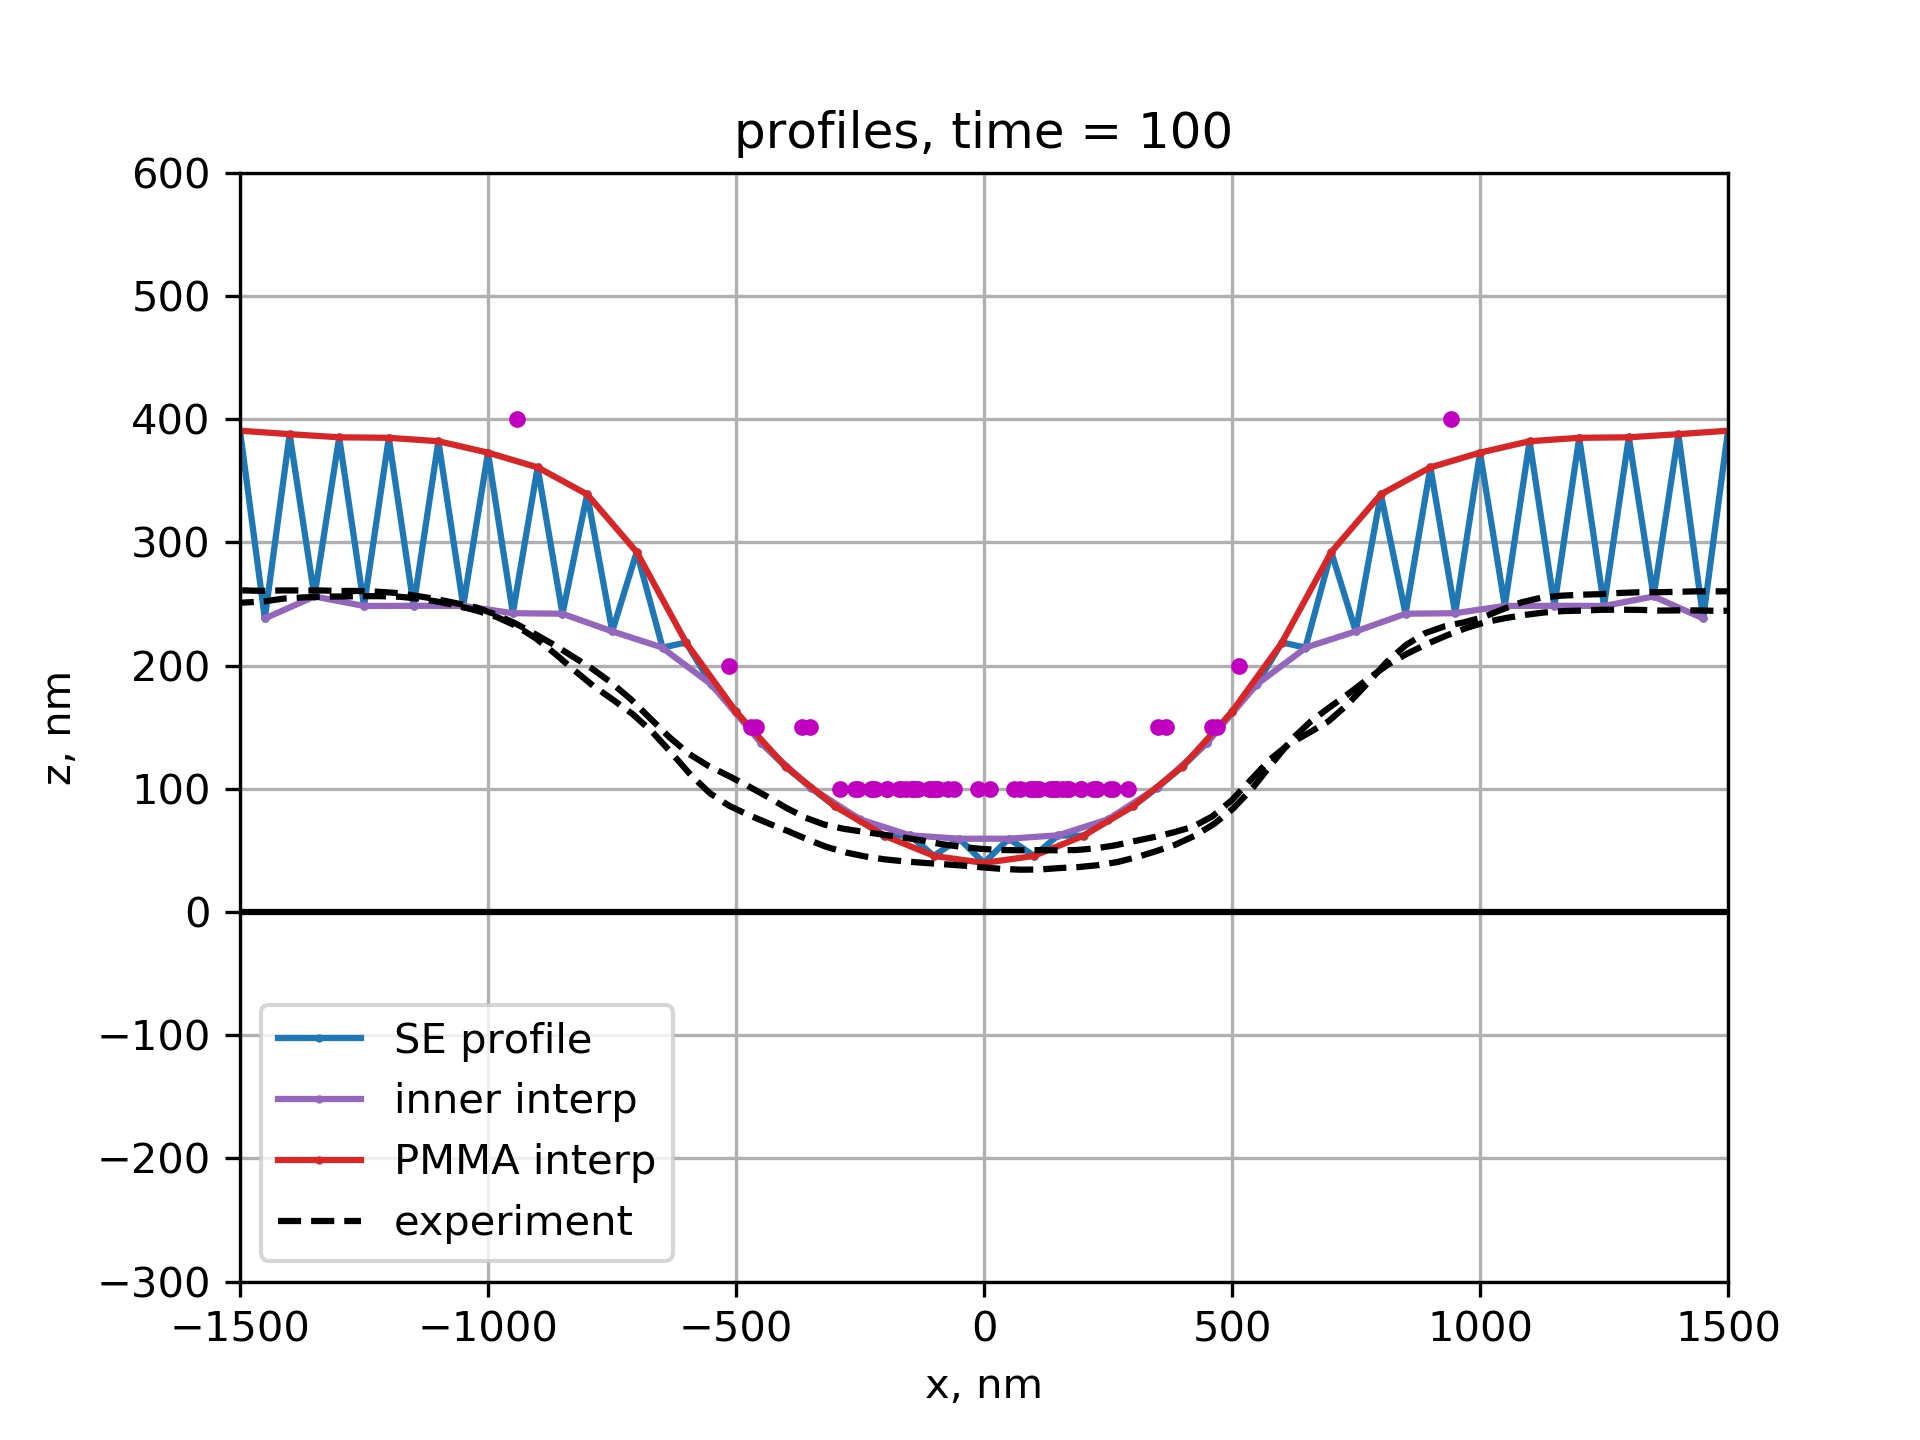 profiles, time = 100
600
500
400
300
200
100
0
−100
−200
−300
z, nm
SE profile
inner interp
PMMA interp
experiment
−1500 −1000 −500 0 500 1000 1500
x, nm